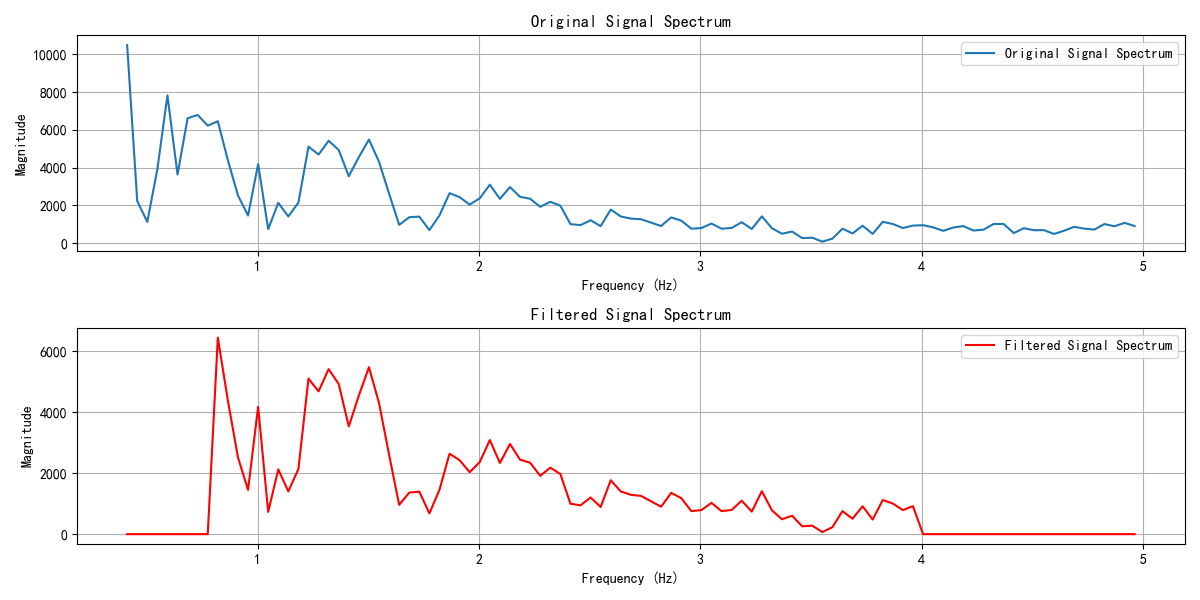 Original Signal Spectrum
Original Signal Spectrum
Magnitude
10000
8000
6000
4000
2000
0
1
2
3
4
5
Frequency (Hz)
Filtered Signal Spectrum
Filtered Signal Spectrum
Magnitude
6000
4000
2000
0
1
2
3
4
5
Frequency (Hz)